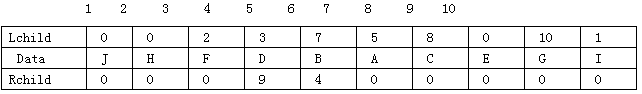 1 2 3 4 5 6 7 8 9 10
Lchild 0 0 2 3 7 5 8 0 10 1
Data J H F D B A C E G I
Rchild 0 0 0 9 4 0 0 0 0 0